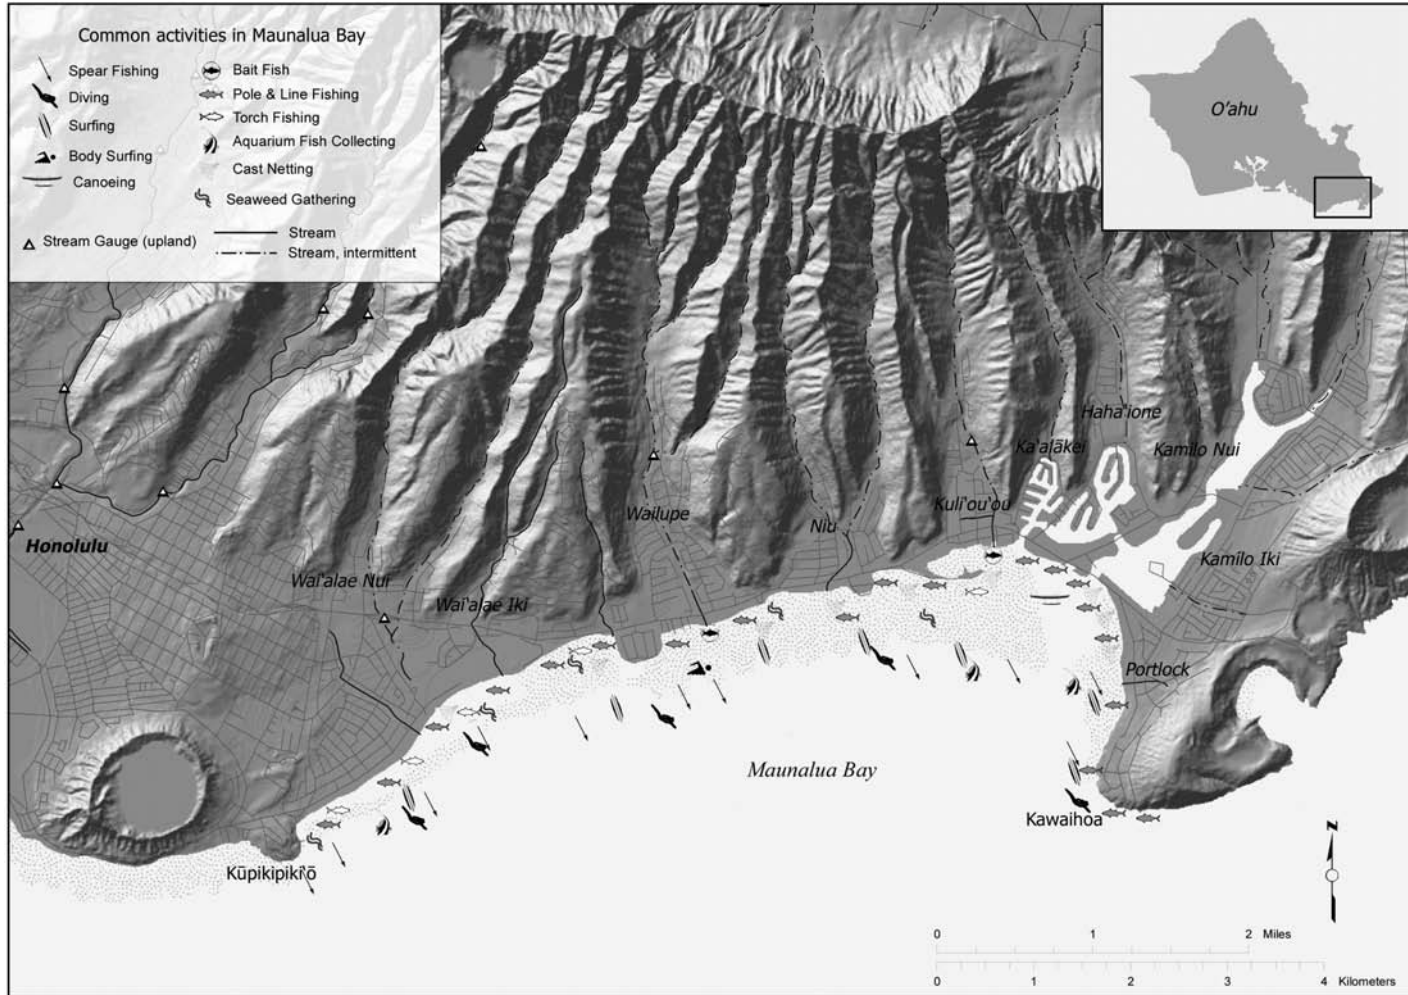 Common activities in Maunalua Bay
Spear Fishing
Diving
Surfing
Body Surfing
Canoeing
Bait Fish
Pole & Line Fishing
Torch Fishing
Aquarium Fish Collecting
Cast Netting
Seaweed Gathering
Stream Gauge (upland)
Stream
Stream, intermittent
O'ahu
Haha'ione
Ka'alākei
Kamilo Nui
Kuli'ou'ou
Wailupe
Niu
Honolulu
Kamilo Iki
Wai'alae Nui
Wai'alae Iki
Portlock
Maunalua Bay
Kawaihoa
Kūpikipiki'ō
N
0 1 2 Miles
0 1 2 3 4 Kilometers